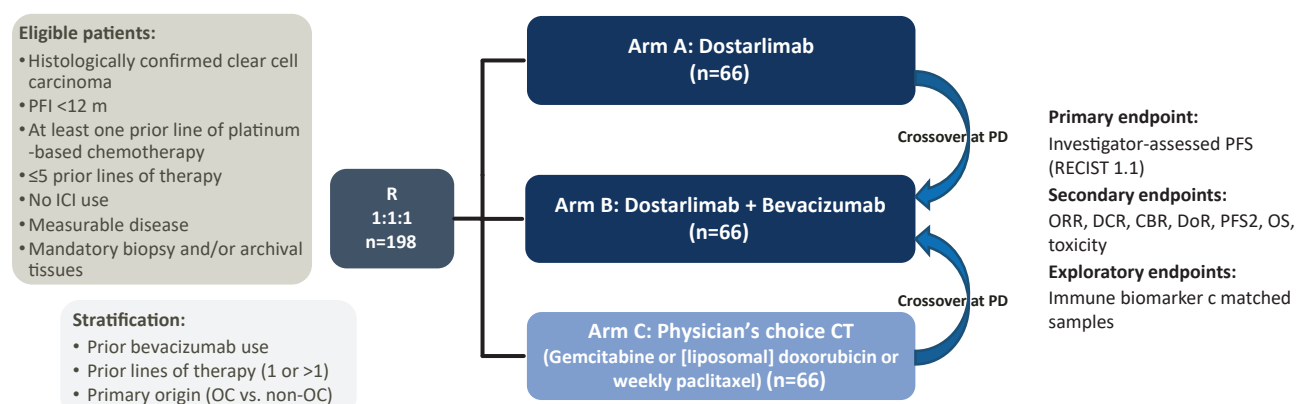 Eligible patients:
• Histologically confirmed clear cell
carcinoma
• PFI <12 m
• At least one prior line of platinum
-based chemotherapy
• ≤5 prior lines of therapy
• No ICI use
• Measurable disease
• Mandatory biopsy and/or archival
tissues
Stratification:
• Prior bevacizumab use
• Prior lines of therapy (1 or >1)
• Primary origin (OC vs. non-OC)
R
1:1:1
n=198
Arm A: Dostarlimab
(n=66)
Crossover at PD
Arm B: Dostarlimab + Bevacizumab
(n=66)
Crossover at PD
Arm C: Physician’s choice CT
(Gemcitabine or [liposomal] doxorubicin or
weekly paclitaxel) (n=66)
Primary endpoint:
Investigator-assessed PFS
(RECIST 1.1)
Secondary endpoints:
ORR, DCR, CBR, DoR, PFS2, OS,
toxicity
Exploratory endpoints:
Immune biomarker c matched
samples